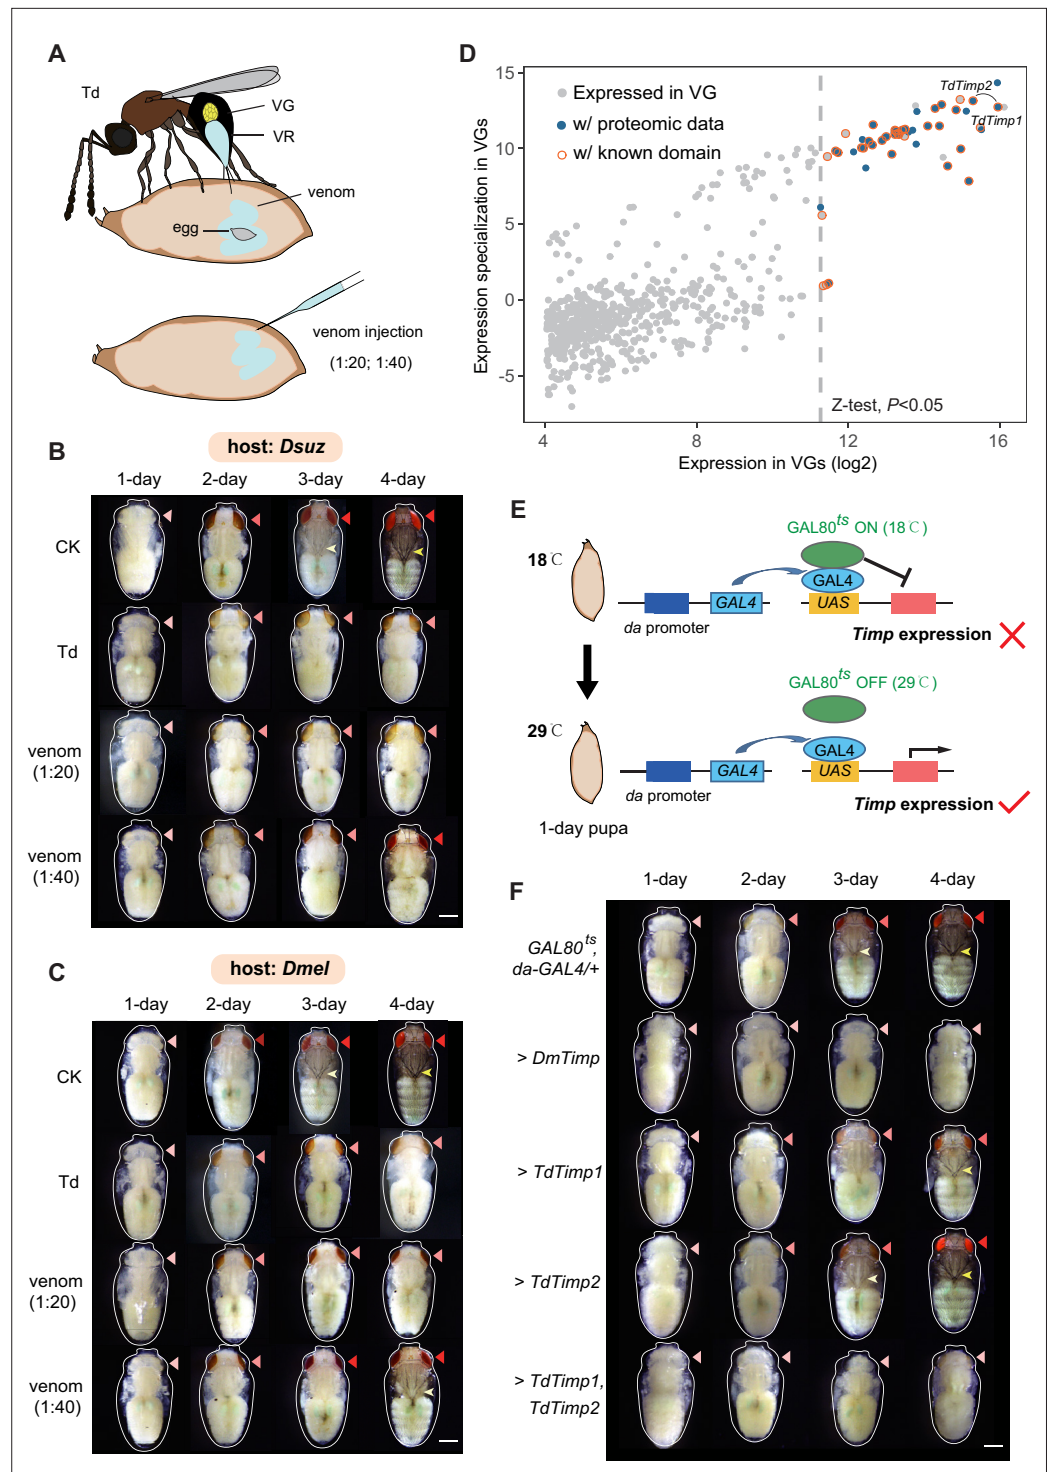 A
Td
VG
VR
venom
egg
venom injection
(1:20; 1:40)
D
Expression specialization in VGs
15
10
5
0
-5
Expressed in VG
w/ proteomic data
w/ known domain
TdTimp2
TdTimp1
Z-test, P<0.05
4
8
12
16
Expression in VGs (log2)
B
host: Dsuz
1-day
2-day
3-day
4-day
CK
Td
venom
(1:20)
venom
(1:40)
C
host: Dmel
1-day
2-day
3-day
4-day
CK
Td
venom
(1:20)
venom
(1:40)
E
18℃
GAL80ts ON (18℃)
GAL4
GAL4
UAS
da promoter
Timp expression
29℃
GAL80ts OFF (29℃)
GAL4
GAL4
UAS
da promoter
Timp expression
1-day pupa
F
1-day
2-day
3-day
4-day
GAL80ts,
da-GAL4/+
> DmTimp
> TdTimp1
> TdTimp2
> TdTimp1,
TdTimp2